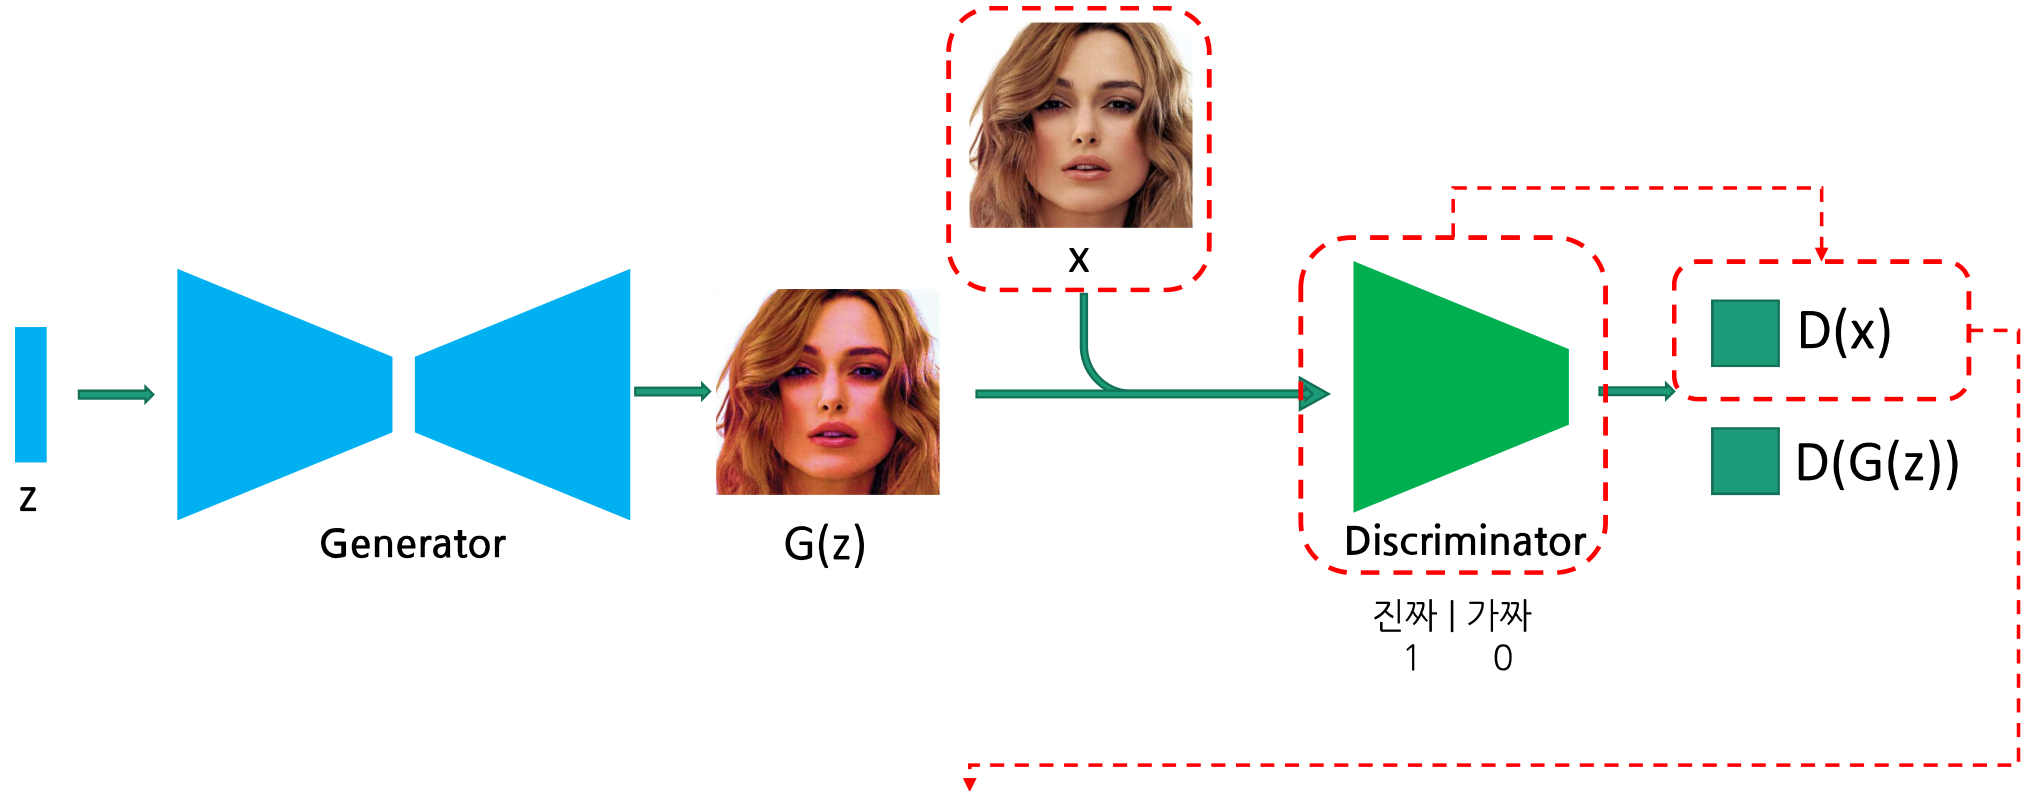 x
z
Generator
G(z)
Discriminator
진짜 | 가짜
1 0
D(x)
D(G(z))